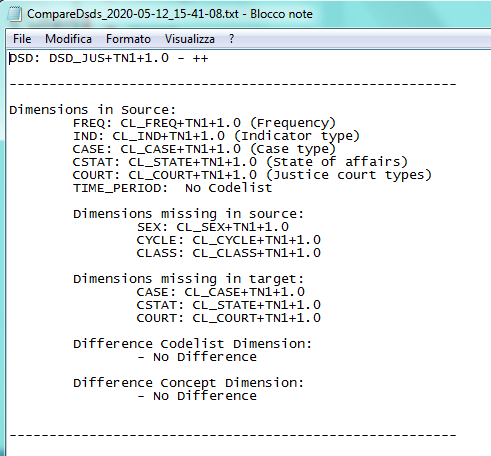 CompareDsds_2020-05-12_15-41-08.txt - Blocco note
File Modifica Formato Visualizza ?
DSD: DSD_JUS+TN1+1.0 - ++
--------------------------------------------------------
Dimensions in Source:
FREQ: CL_FREQ+TN1+1.0 (Frequency)
IND: CL_IND+TN1+1.0 (Indicator type)
CASE: CL_CASE+TN1+1.0 (Case type)
CSTAT: CL_STATE+TN1+1.0 (State of affairs)
COURT: CL_COURT+TN1+1.0 (Justice court types)
TIME_PERIOD: No Codelist
Dimensions missing in source:
SEX: CL_SEX+TN1+1.0
CYCLE: CL_CYCLE+TN1+1.0
CLASS: CL_CLASS+TN1+1.0
Dimensions missing in target:
CASE: CL_CASE+TN1+1.0
CSTAT: CL_STATE+TN1+1.0
COURT: CL_COURT+TN1+1.0
Difference Codelist Dimension:
- No Difference
Difference Concept Dimension:
- No Difference
--------------------------------------------------------